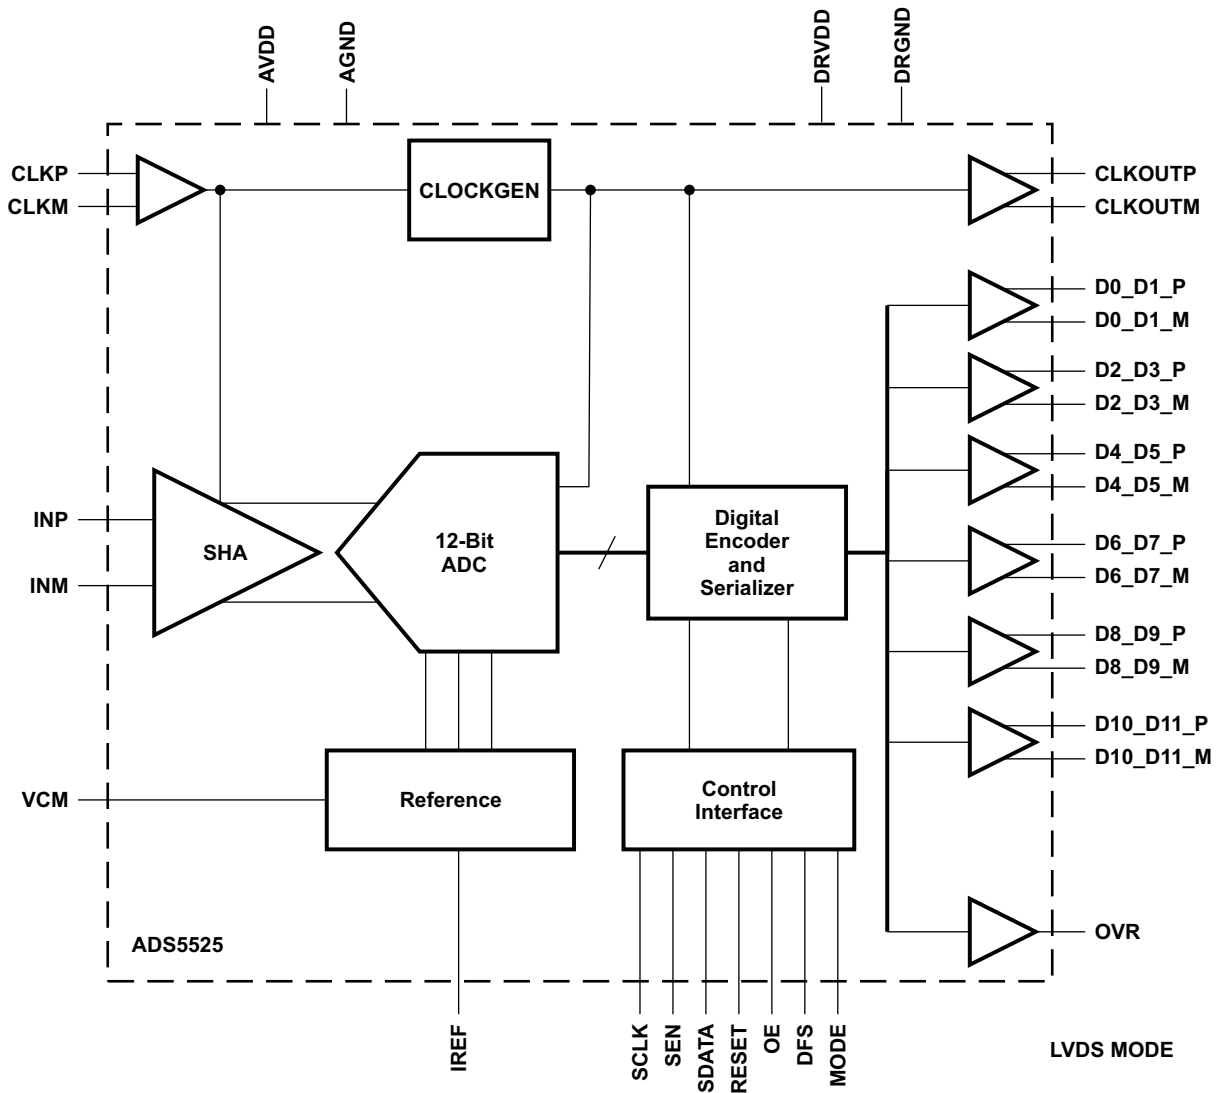 AVDD
AGND
DRVDD
DRGND
CLKP
CLKM
CLOCKGEN
CLKOUTP
CLKOUTM
D0_D1_P
D0_D1_M
D2_D3_P
D2_D3_M
D4_D5_P
D4_D5_M
INP
INM
SHA
12-Bit
ADC
Digital
Encoder
and
Serializer
D6_D7_P
D6_D7_M
D8_D9_P
D8_D9_M
D10_D11_P
D10_D11_M
VCM
Reference
Control
Interface
OVR
ADS5525
IREF
SCLK
SEN
SDATA
RESET
OE
DFS
MODE
LVDS MODE